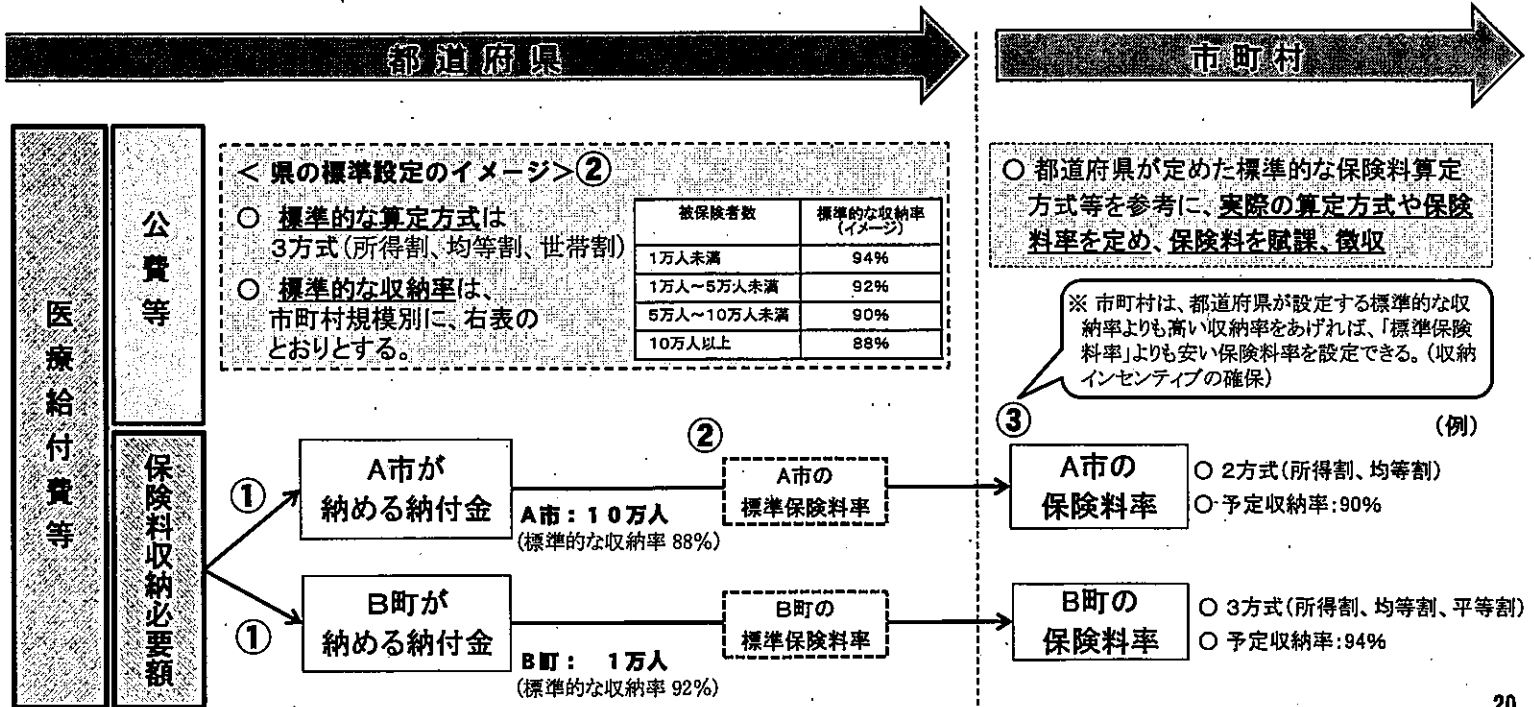 都道府県
市町村
医療給付費等
公費等
保険料収納必要額
< 県の標準設定のイメージ>②
○ 標準的な算定方式は
3方式(所得割、均等割、世帯割)
○ 標準的な収納率は、
市町村規模別に、右表の
とおりとする。
被保険者数 標準的な収納率
(イメージ)
1万人未満 94%
1万人~5万人未満 92%
5万人~10万人未満 90%
10万人以上 88%
○ 都道府県が定めた標準的な保険料算定
方式等を参考に、実際の算定方式や保険
料率を定め、保険料を賦課、徴収
※ 市町村は、都道府県が設定する標準的な収
納率よりも高い収納率をあげれば、「標準保険
料率」よりも安い保険料率を設定できる。(収納
インセンティブの確保)
(例)
①
A市が
納める納付金
A市:10万人
(標準的な収納率 88%)
②
A市の
標準保険料率
③
A市の
保険料率
○ 2方式(所得割、均等割)
○ 予定収納率:90%
①
B町が
納める納付金
B町: 1万人
(標準的な収納率 92%)
B町の
標準保険料率
B町の
保険料率
○ 3方式(所得割、均等割、平等割)
○ 予定収納率:94%
20